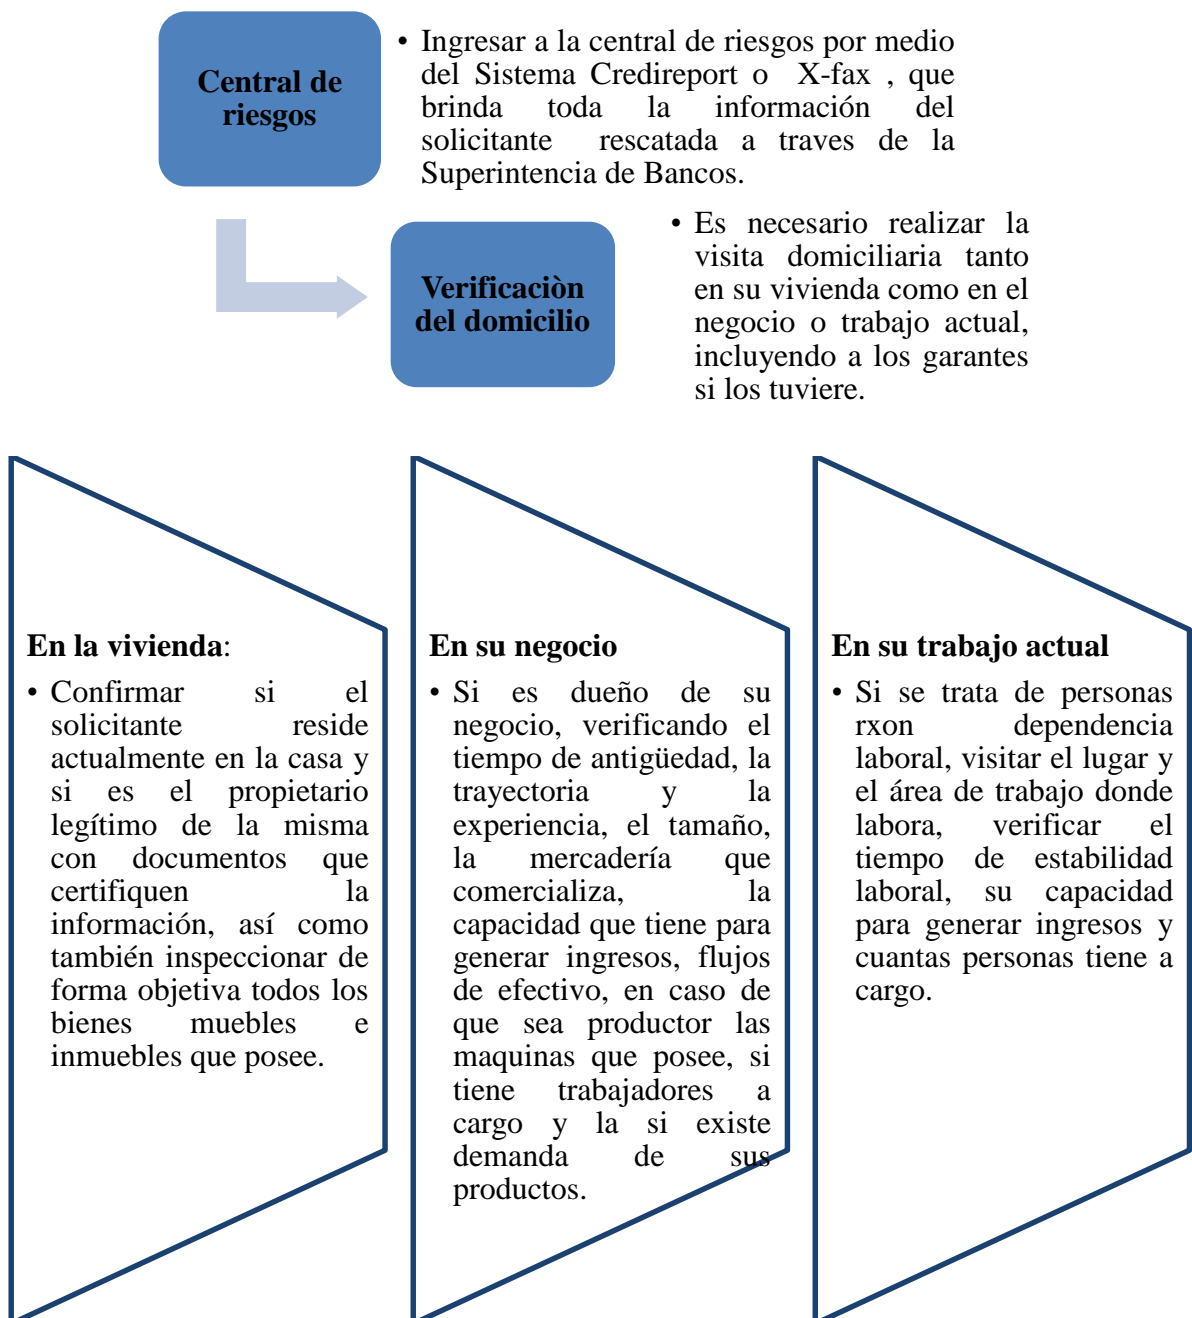 Central de
riesgos
• Ingresar a la central de riesgos por medio
del Sistema Credireport o X-fax , que
brinda toda la información del
solicitante rescatada a traves de la
Superintencia de Bancos.
Verificaciòn
del domicilio
• Es necesario realizar la
visita domiciliaria tanto
en su vivienda como en el
negocio o trabajo actual,
incluyendo a los garantes
si los tuviere.
En la vivienda:
• Confirmar si el
solicitante reside
actualmente en la casa y
si es el propietario
legítimo de la misma
con documentos que
certifiquen la
información, así como
también inspeccionar de
forma objetiva todos los
bienes muebles e
inmuebles que posee.
En su negocio
• Si es dueño de su
negocio, verificando el
tiempo de antigüedad, la
trayectoria y la
experiencia, el tamaño,
la mercadería que
comercializa, la
capacidad que tiene para
generar ingresos, flujos
de efectivo, en caso de
que sea productor las
maquinas que posee, si
tiene trabajadores a
cargo y la si existe
demanda de sus
productos.
En su trabajo actual
• Si se trata de personas
rxon dependencia
laboral, visitar el lugar y
el área de trabajo donde
labora, verificar el
tiempo de estabilidad
laboral, su capacidad
para generar ingresos y
cuantas personas tiene a
cargo.